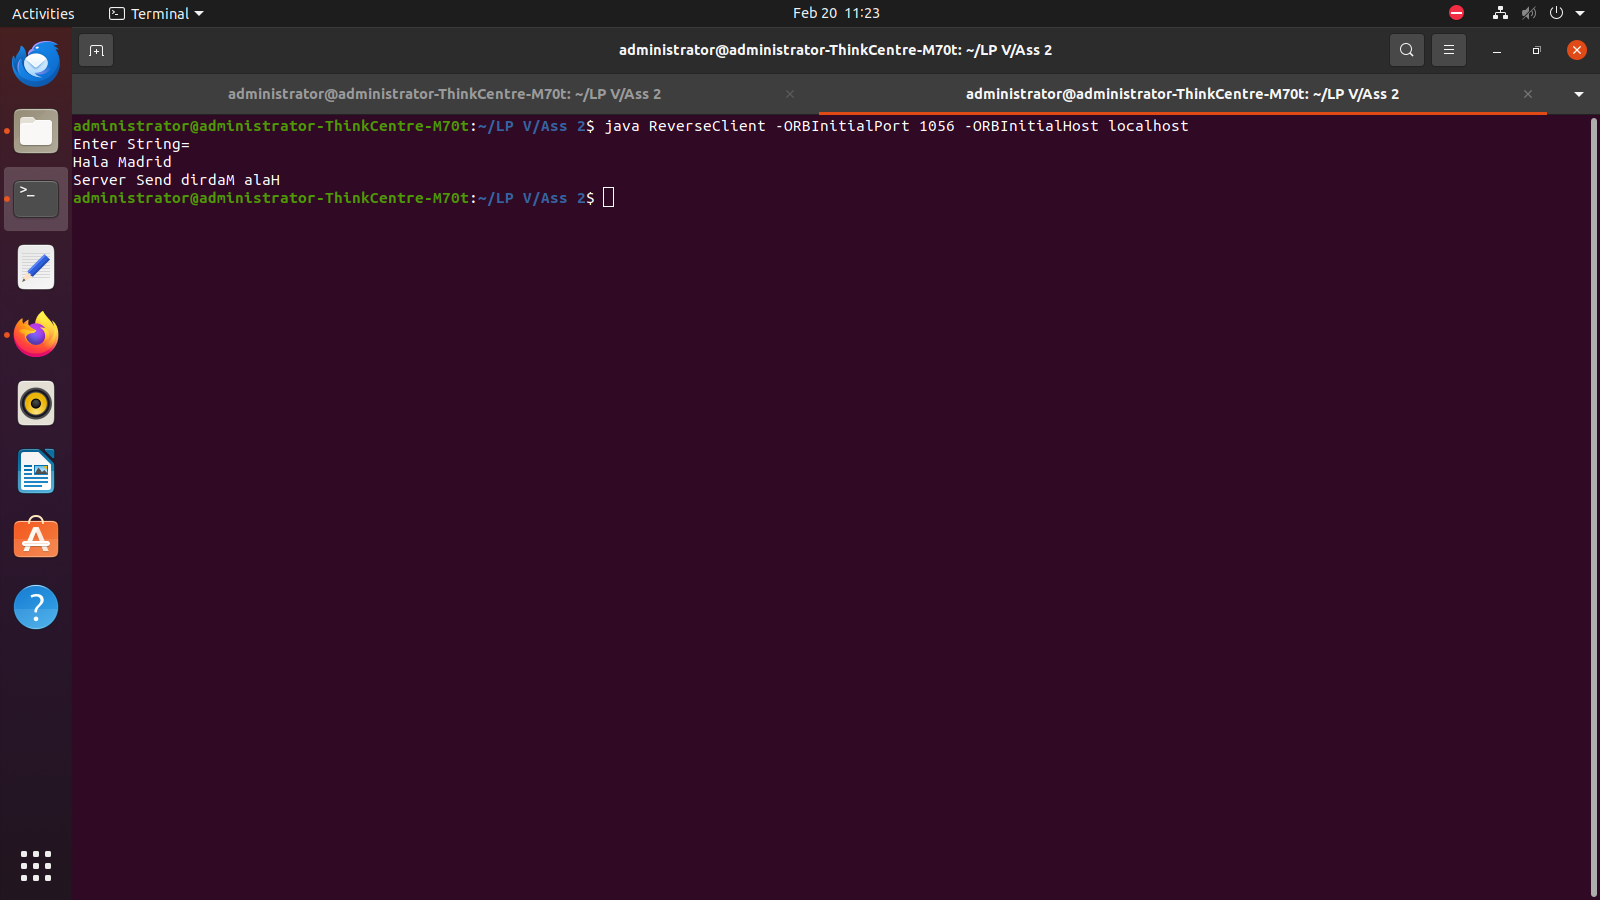 Activities
Terminal
Feb 20 11:23
administrator@administrator-ThinkCentre-M70t: ~/LP V/Ass 2
administrator@administrator-ThinkCentre-M70t: ~/LP V/Ass 2
administrator@administrator-ThinkCentre-M70t: ~/LP V/Ass 2
administrator@administrator-ThinkCentre-M70t:~/LP V/Ass 2$ java ReverseClient -ORBInitialPort 1056 -ORBInitialHost localhost
Enter String=
Hala Madrid
Server Send dirdaM alaH
administrator@administrator-ThinkCentre-M70t:~/LP V/Ass 2$